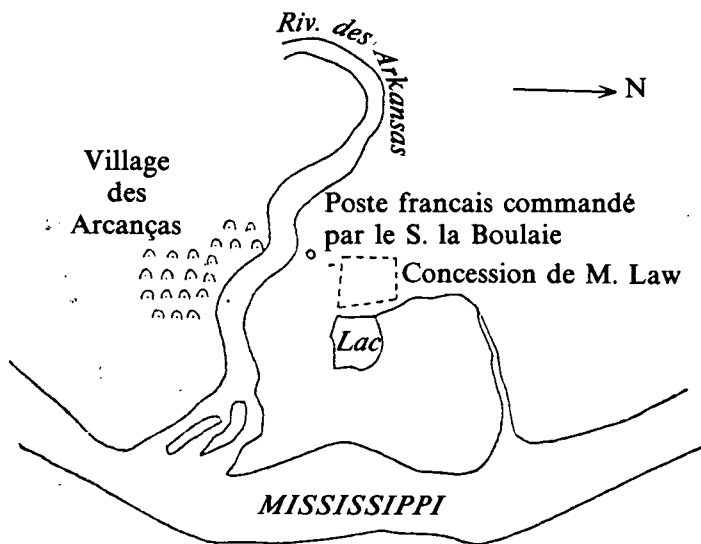 Riv. des Arkansas
N
Village
des
Arcanças
Poste francais commandé
par le S. la Boulaie
Concession de M. Law
Lac
MISSISSIPPI